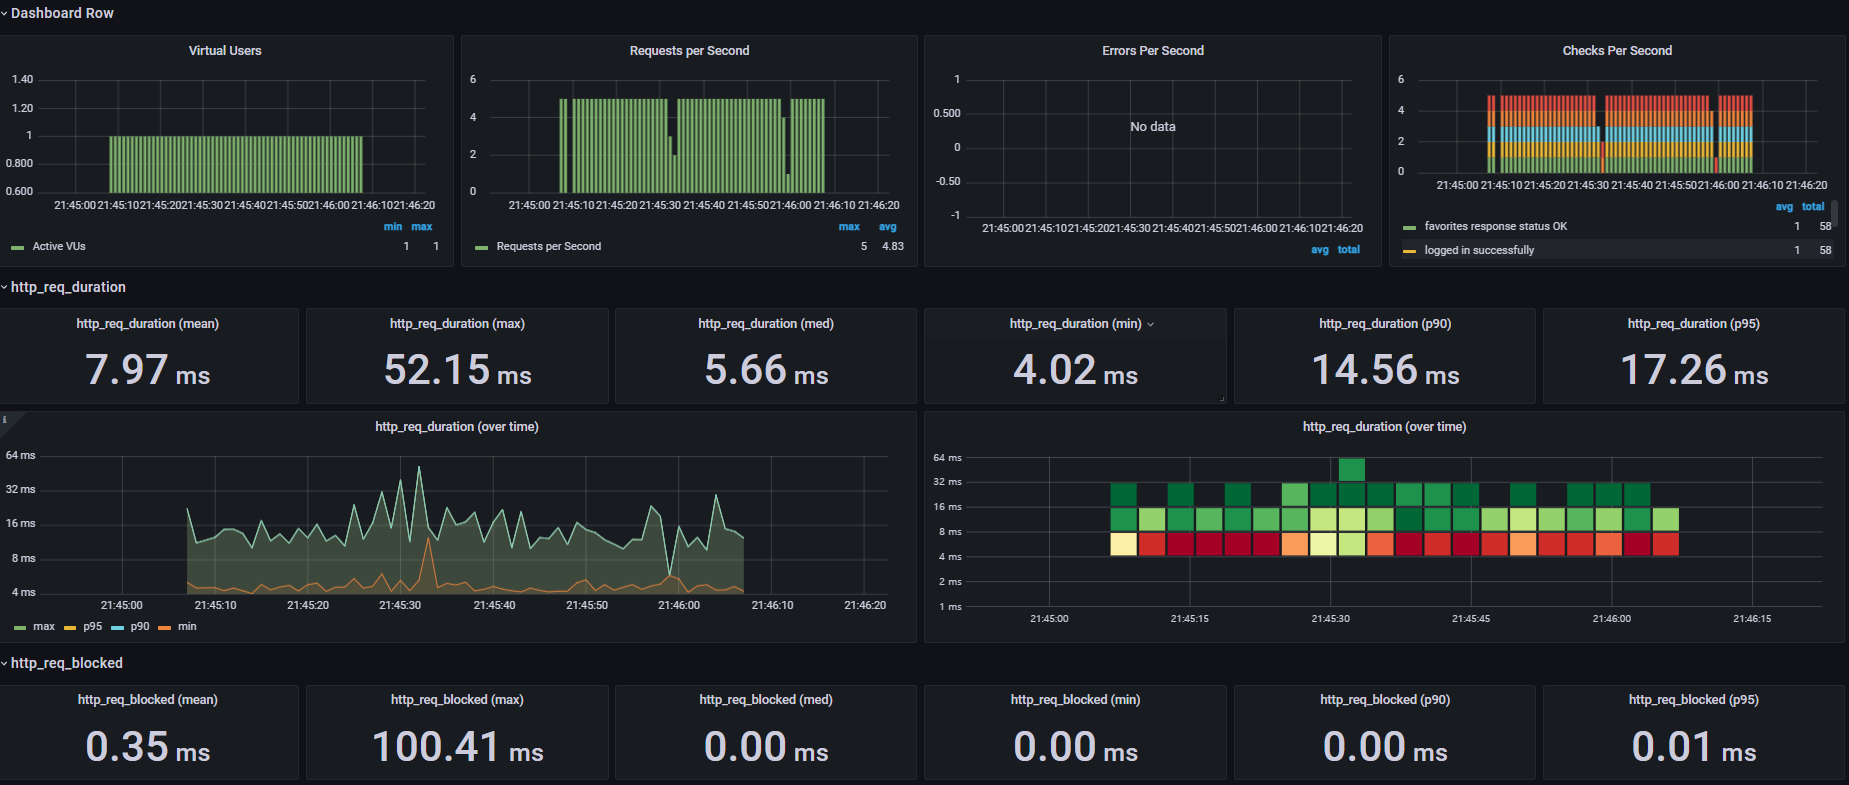 Dashboard Row
Virtual Users
1.40
1.20
1
0.800
0.600
21:45:00 21:45:10 21:45:20 21:45:30 21:45:40 21:45:50 21:46:00 21:46:10 21:46:20
min max
Active VUs 1 1
Requests per Second
6
4
2
0
21:45:00 21:45:10 21:45:20 21:45:30 21:45:40 21:45:50 21:46:00 21:46:10 21:46:20
max avg
Requests per Second 5 4.83
Errors Per Second
1
0.500
0
-0.50
-1
No data
21:45:00 21:45:10 21:45:20 21:45:30 21:45:40 21:45:50 21:46:00 21:46:10 21:46:20
avg total
Checks Per Second
6
4
2
0
21:45:00 21:45:10 21:45:20 21:45:30 21:45:40 21:45:50 21:46:00 21:46:10 21:46:20
avg total
favorites response status OK 1 58
logged in successfully 1 58
http_req_duration
http_req_duration (mean)
7.97 ms
http_req_duration (max)
52.15 ms
http_req_duration (med)
5.66 ms
http_req_duration (min)
4.02 ms
http_req_duration (p90)
14.56 ms
http_req_duration (p95)
17.26 ms
i
http_req_duration (over time)
64 ms
32 ms
16 ms
8 ms
4 ms
21:45:00 21:45:10 21:45:20 21:45:30 21:45:40 21:45:50 21:46:00 21:46:10 21:46:20
max p95 p90 min
http_req_duration (over time)
64 ms
32 ms
16 ms
8 ms
4 ms
2 ms
1 ms
21:45:00 21:45:15 21:45:30 21:45:45 21:46:00 21:46:15
http_req_blocked
http_req_blocked (mean)
0.35 ms
http_req_blocked (max)
100.41 ms
http_req_blocked (med)
0.00 ms
http_req_blocked (min)
0.00 ms
http_req_blocked (p90)
0.00 ms
http_req_blocked (p95)
0.01 ms